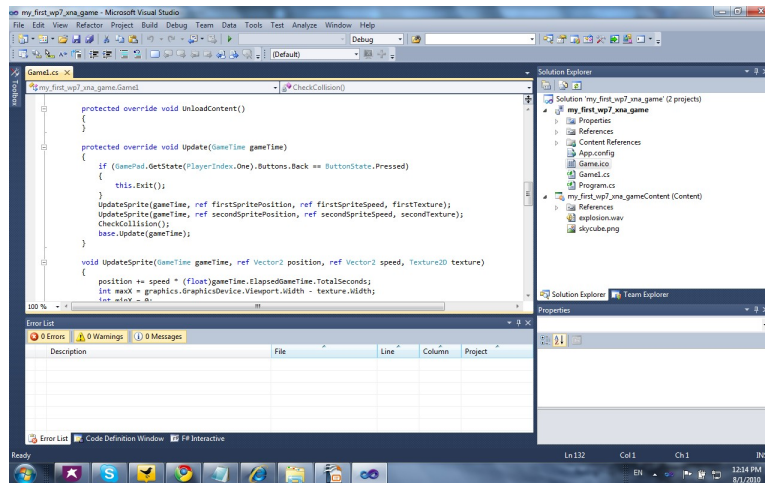 my_first_wp7_xna_game - Microsoft Visual Studio
File Edit View Refactor Project Build Debug Team Data Tools Test Analyze Window Help
Debug
(Default)
Toolbox
Game1.cs
my_first_wp7_xna_game.Game1
CheckCollision()
protected override void UnloadContent()
{
}
protected override void Update(GameTime gameTime)
{
if (GamePad.GetState(PlayerIndex.One).Buttons.Back == ButtonState.Pressed)
{
this.Exit();
}
UpdateSprite(gameTime, ref firstSpritePosition, ref firstSpriteSpeed, firstTexture);
UpdateSprite(gameTime, ref secondSpritePosition, ref secondSpriteSpeed, secondTexture);
CheckCollision();
base.Update(gameTime);
}
void UpdateSprite(GameTime gameTime, ref Vector2 position, ref Vector2 speed, Texture2D texture)
{
position += speed * (float)gameTime.ElapsedGameTime.TotalSeconds;
int maxX = graphics.GraphicsDevice.Viewport.Width - texture.Width;
int minX = 0;
100 %
Solution Explorer
Solution 'my_first_wp7_xna_game' (2 projects)
my_first_wp7_xna_game
Properties
References
Content References
App.config
Game.ico
Game1.cs
Program.cs
my_first_wp7_xna_gameContent (Content)
References
explosion.wav
skycube.png
Solution Explorer Team Explorer
Properties
Error List
0 Errors 0 Warnings 0 Messages
Description File Line Column Project
Error List Code Definition Window F# Interactive
Ready Ln 132 Col 1 Ch 1 INS
EN
12:14 PM
8/1/2010